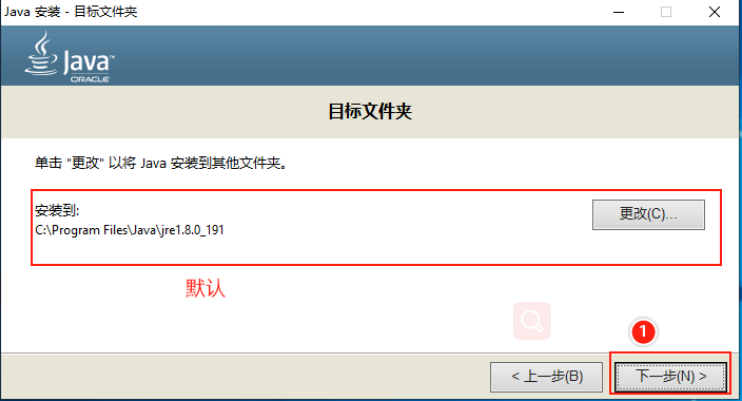 Java 安装 - 目标文件夹
Java
ORACLE
目标文件夹
单击 "更改" 以将 Java 安装到其他文件夹。
安装到:
更改(C)...
C:\Program Files\Java\jre1.8.0_191
默认
1
< 上一步(B)
下一步(N) >